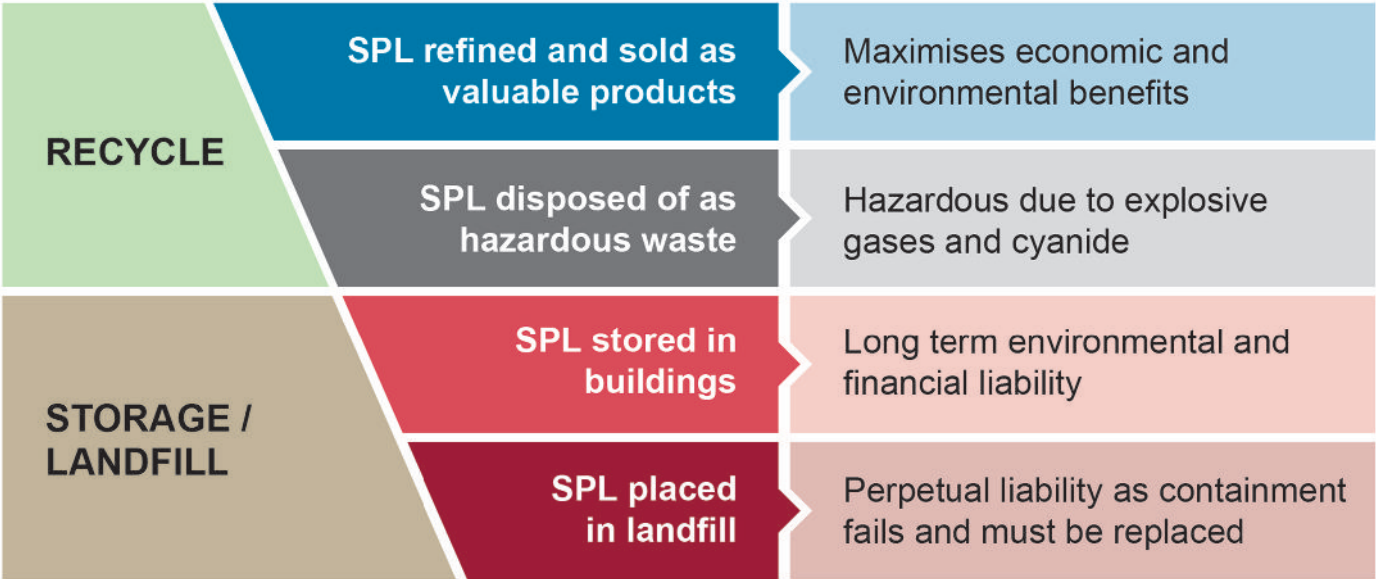 RECYCLE
SPL refined and sold as
valuable products
Maximises economic and
environmental benefits
SPL disposed of as
hazardous waste
Hazardous due to explosive
gases and cyanide
STORAGE /
LANDFILL
SPL stored in
buildings
Long term environmental and
financial liability
SPL placed
in landfill
Perpetual liability as containment
fails and must be replaced